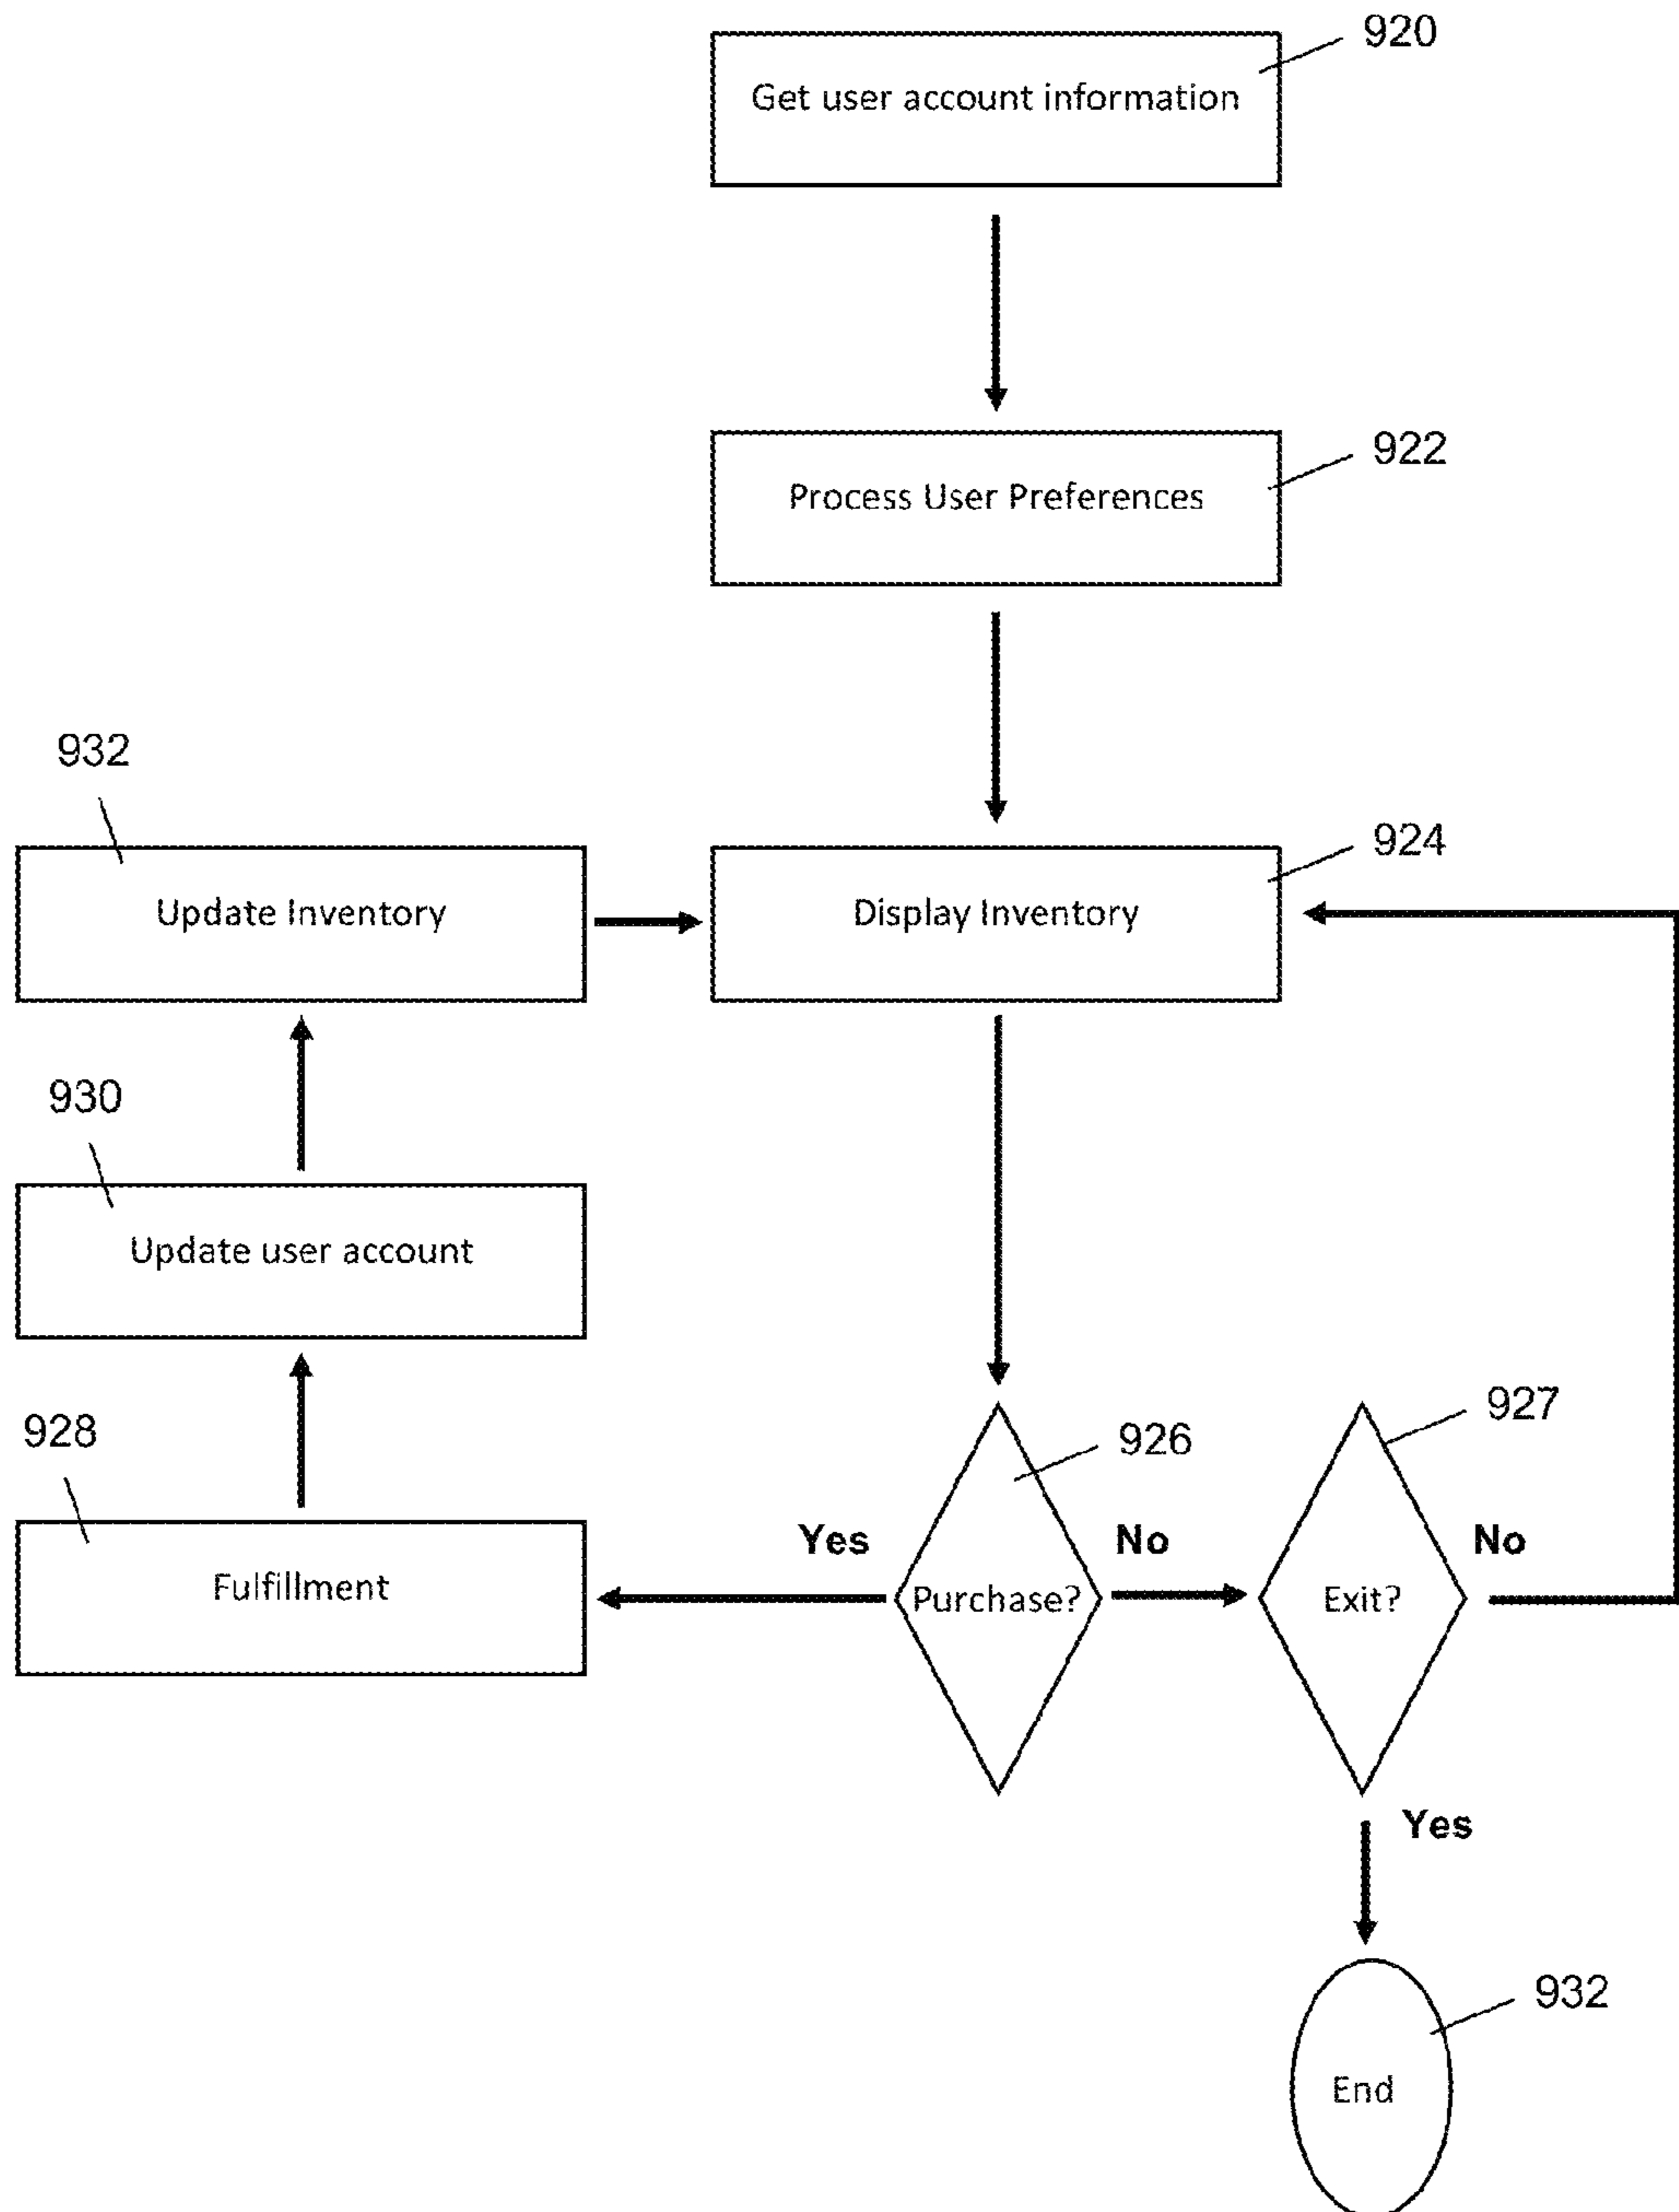 920
Get user account information
922
Process User Preferences
932
924
Update Inventory
Display Inventory
930
Update user account
928
926
927
Yes
No
No
Fulfillment
Purchase?
Exit?
Yes
932
End